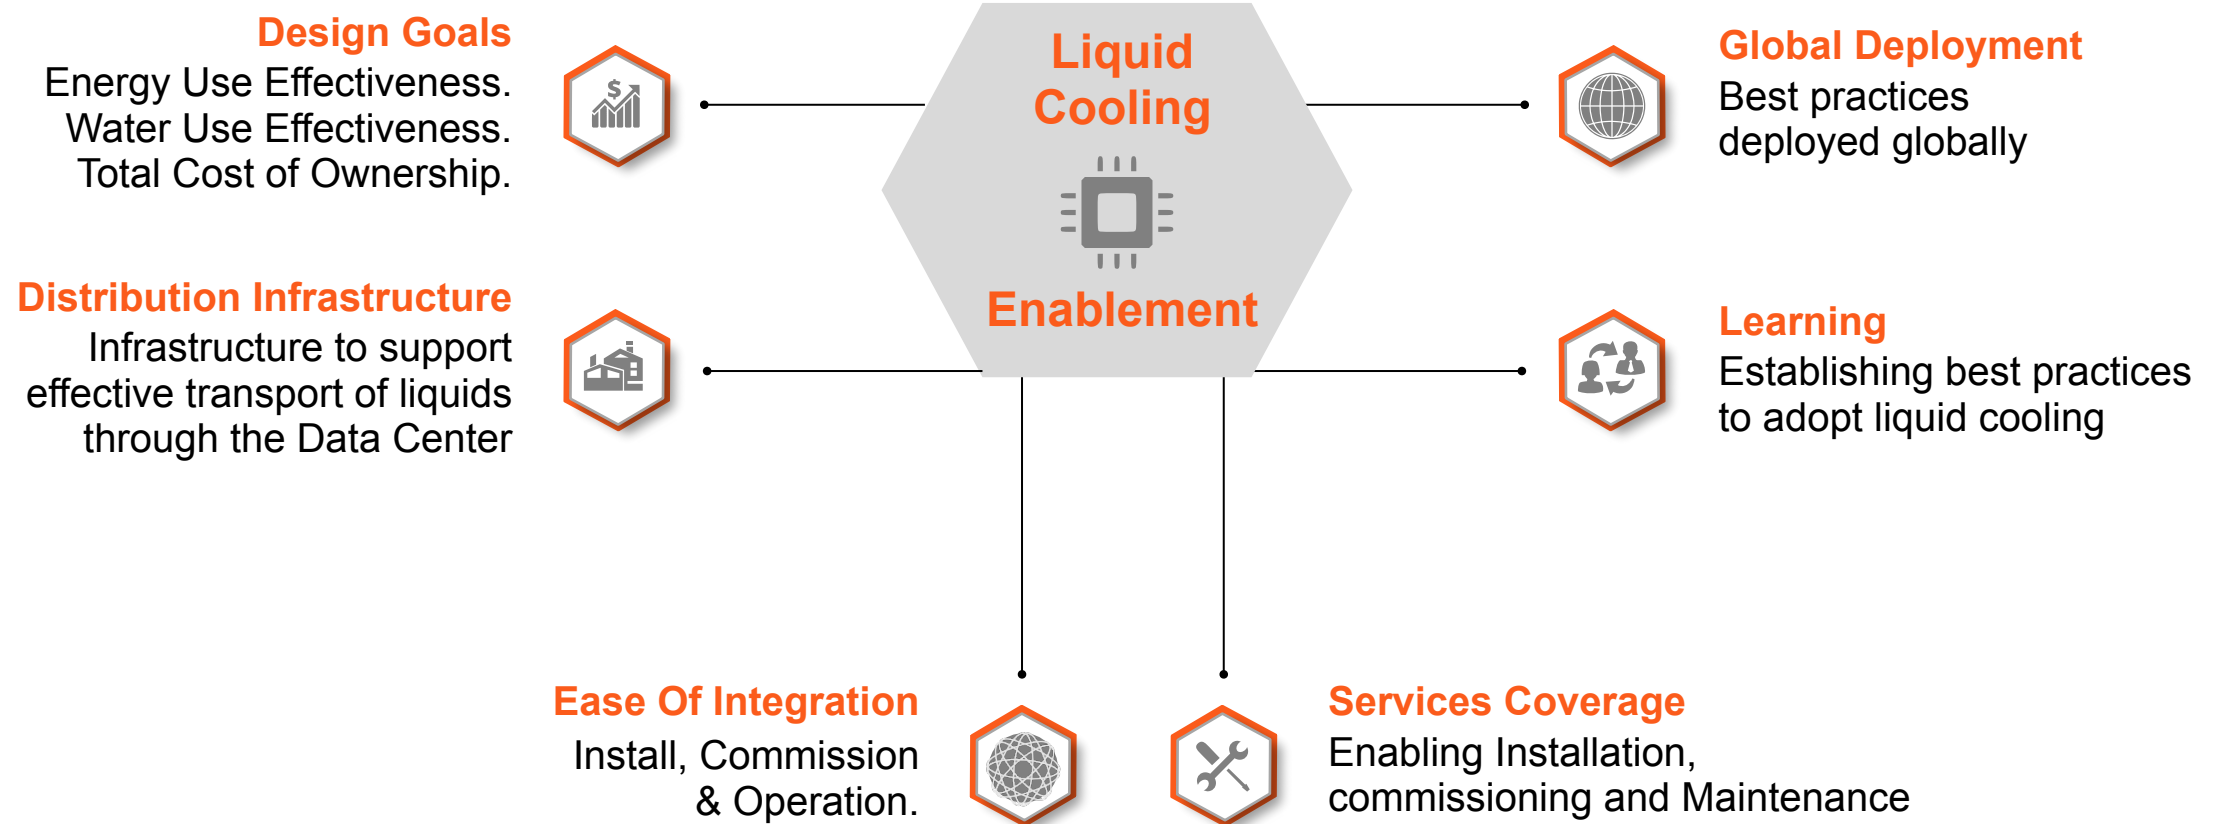 Design Goals
Energy Use Effectiveness.
Water Use Effectiveness.
Total Cost of Ownership.
Liquid
Cooling
Enablement
Global Deployment
Best practices
deployed globally
Distribution Infrastructure
Infrastructure to support
effective transport of liquids
through the Data Center
Learning
Establishing best practices
to adopt liquid cooling
Ease Of Integration
Install, Commission
& Operation.
Services Coverage
Enabling Installation,
commissioning and Maintenance